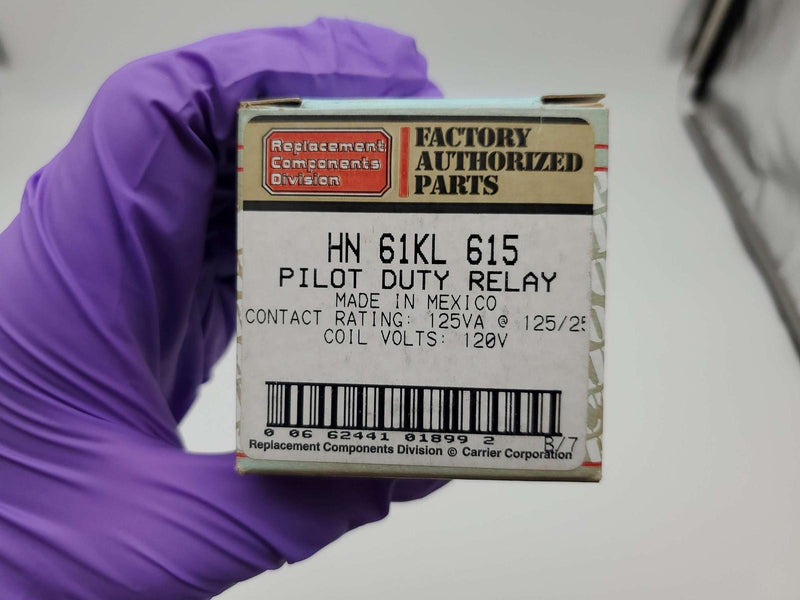 Replacement
Components
Division
FACTORY
AUTHORIZED
PARTS
HN 61KL 615
PILOT DUTY RELAY
MADE IN MEXICO
CONTACT RATING: 125VA @ 125/25
COIL VOLTS: 120V
0 06 62441 01899 2
B/7
Replacement Components Division © Carrier Corporation